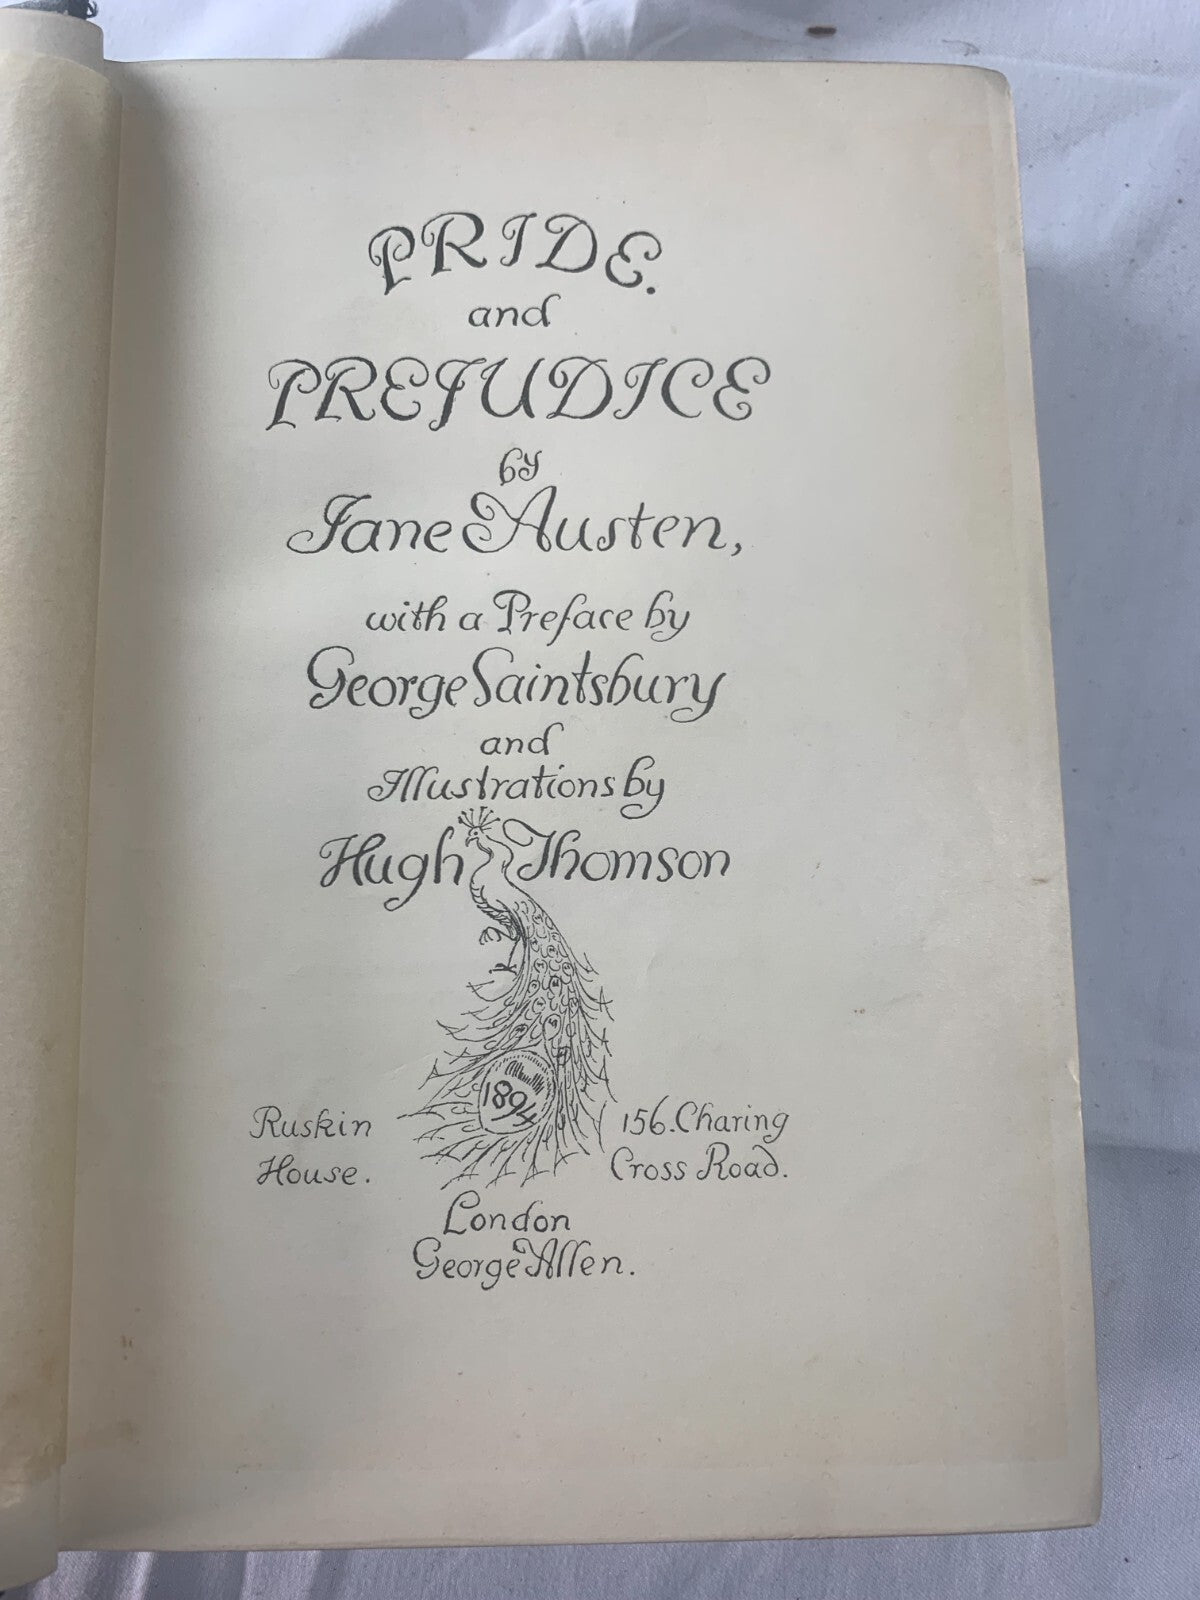 PRIDE.
and
PREJUDICE
by
Jane Austen,
with a Preface by
George Saintsbury
and
Illustrations by
Hugh Thomson
1894
Ruskin House.
156. Charing Cross Road.
London
George Allen.